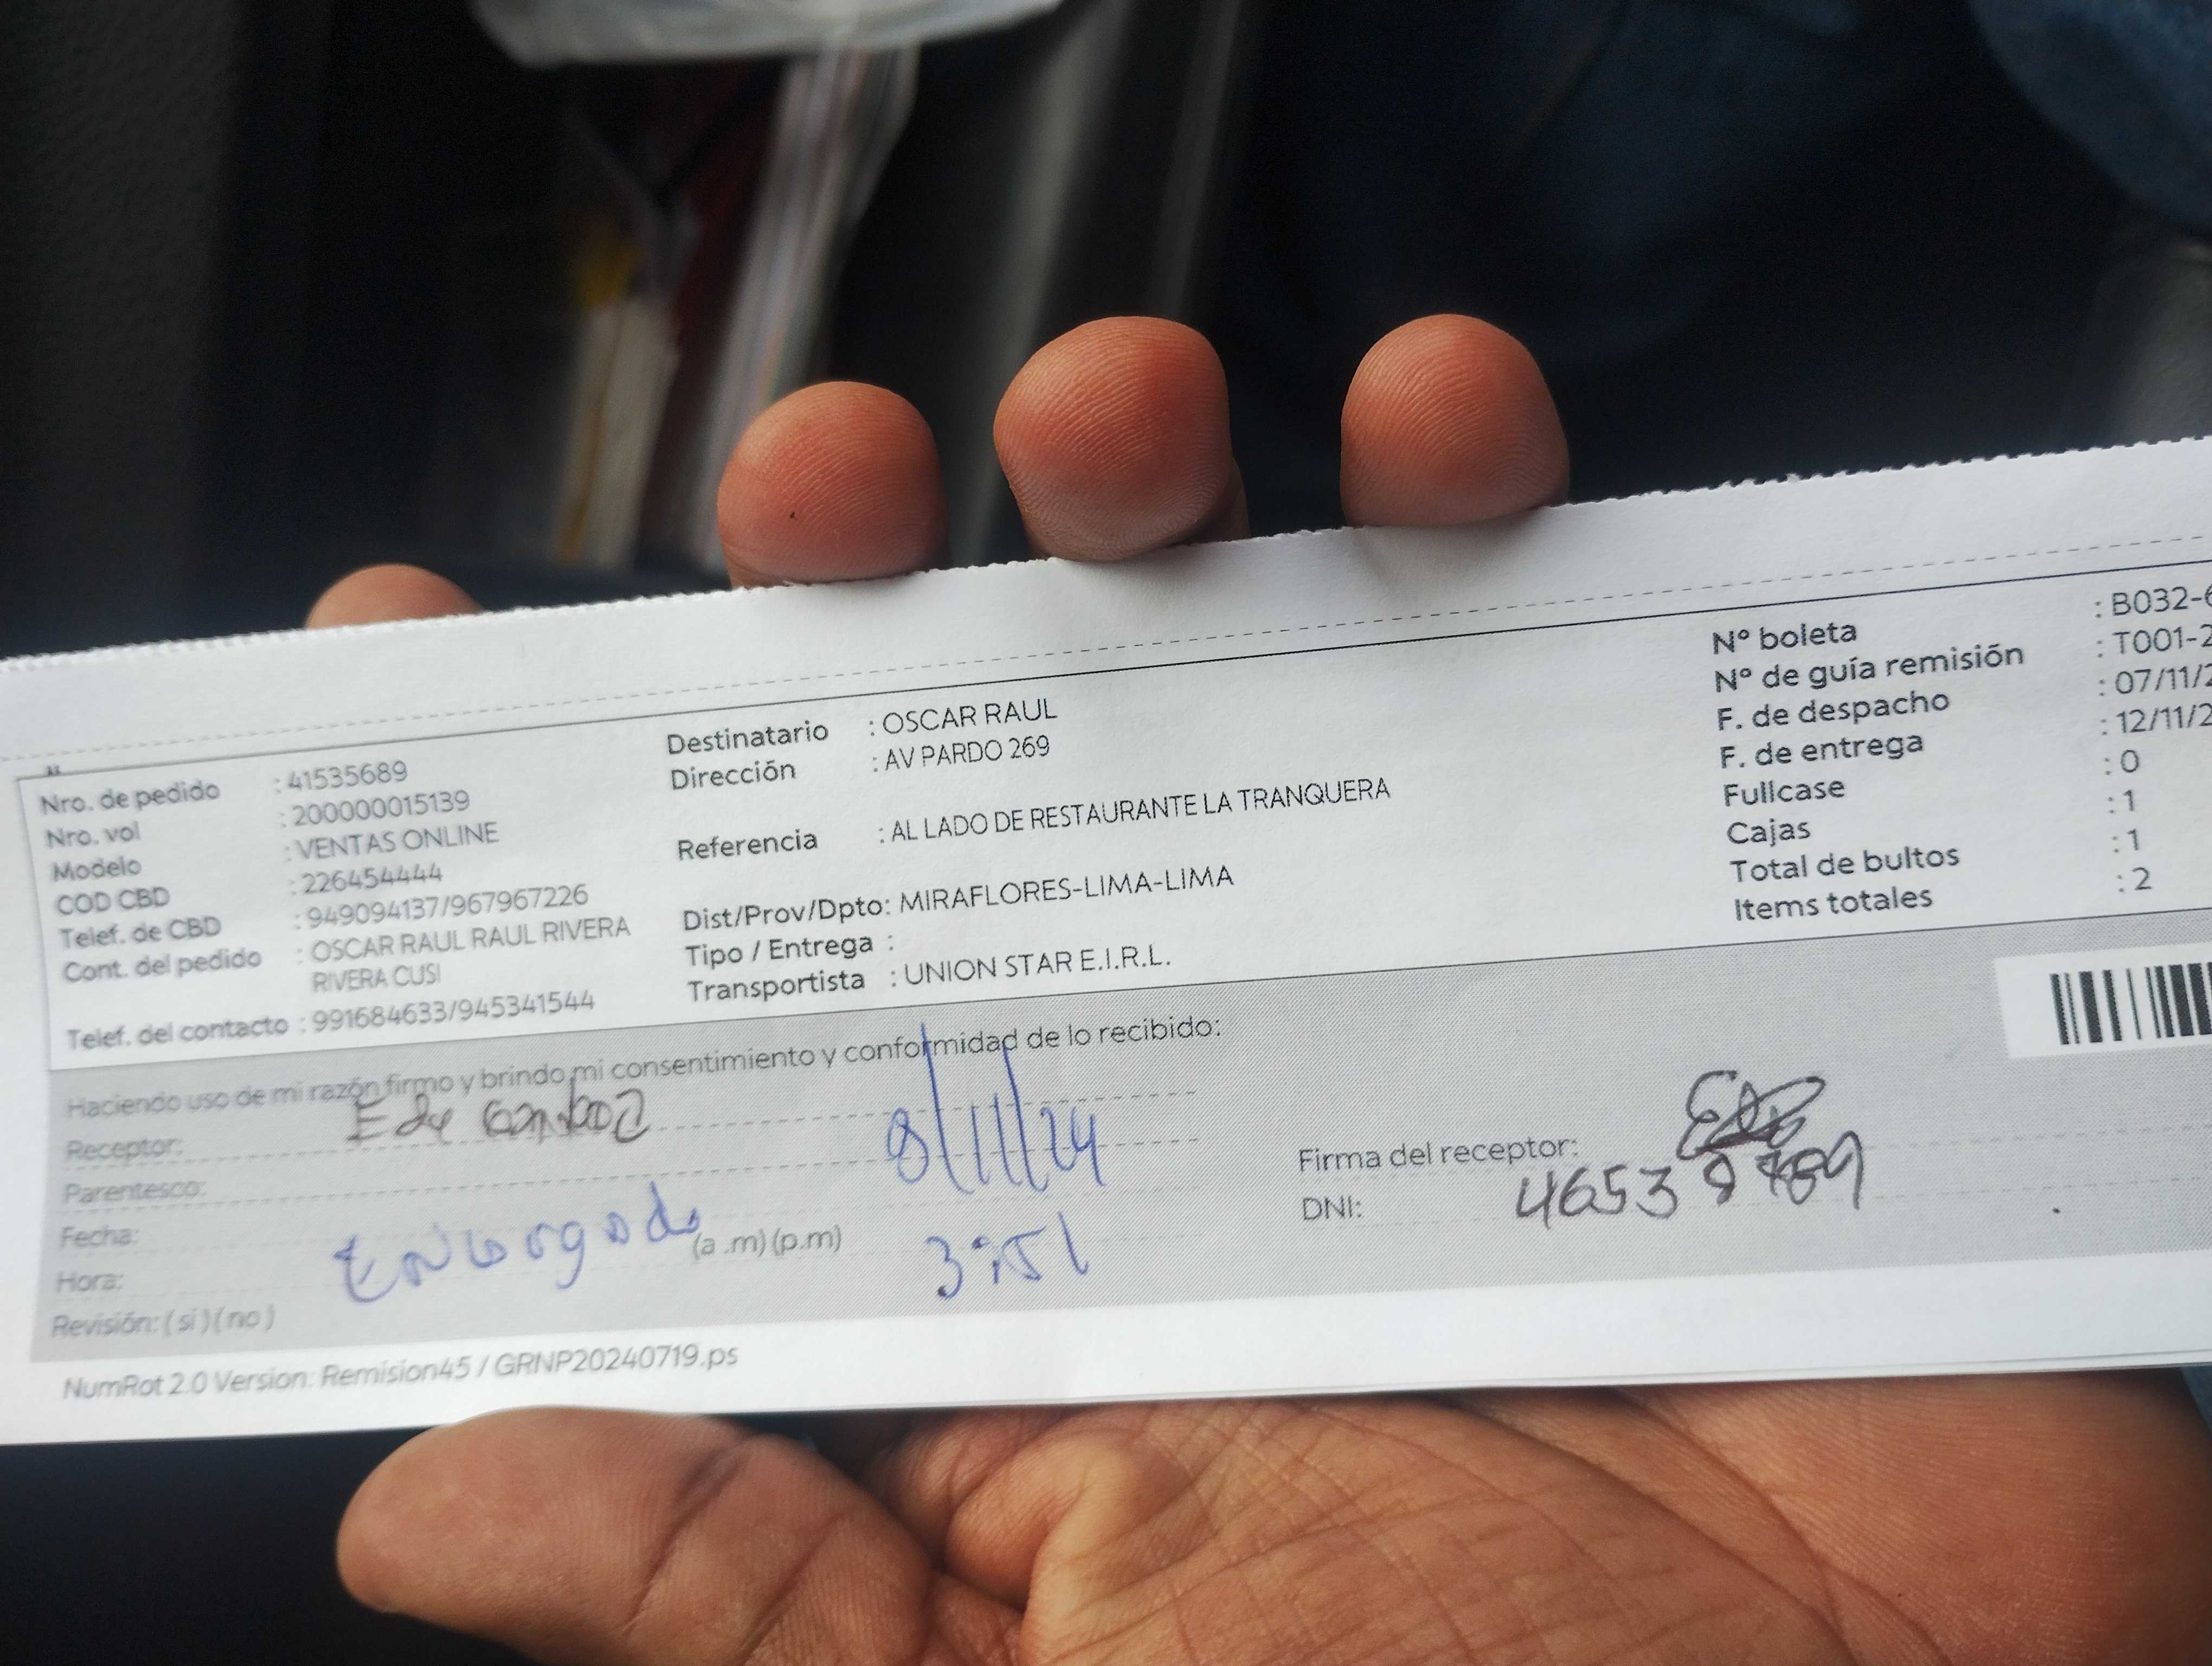 Nro. de pedido : 41535689
Nro. vol : 200000015139
Modelo : VENTAS ONLINE
COD CBD : 226454444
Telef. de CBD : 949094137/967967226
Cont. del pedido : OSCAR RAUL RAUL RIVERA
RIVERA CUSI
Telef. del contacto : 991684633/945341544
Destinatario : OSCAR RAUL
Dirección : AV PARDO 269
Referencia : AL LADO DE RESTAURANTE LA TRANQUERA
Dist/Prov/Dpto: MIRAFLORES-LIMA-LIMA
Tipo / Entrega :
Transportista : UNION STAR E.I.R.L.
N° boleta : B032-6
N° de guía remisión : T001-2
F. de despacho : 07/11/2
F. de entrega : 12/11/2
Fullcase : 0
Cajas : 1
Total de bultos : 1
Items totales : 2
Haciendo uso de mi razón firmo y brindo mi consentimiento y conformidad de lo recibido:
Receptor:
Parentesco:
8/11/24
Fecha:
Hora: (a .m) (p.m)
3:51
Revisión: ( si ) ( no )
Firma del receptor:
DNI: 4653
NumRot 2.0 Version: Remision45 / GRNP20240719.ps